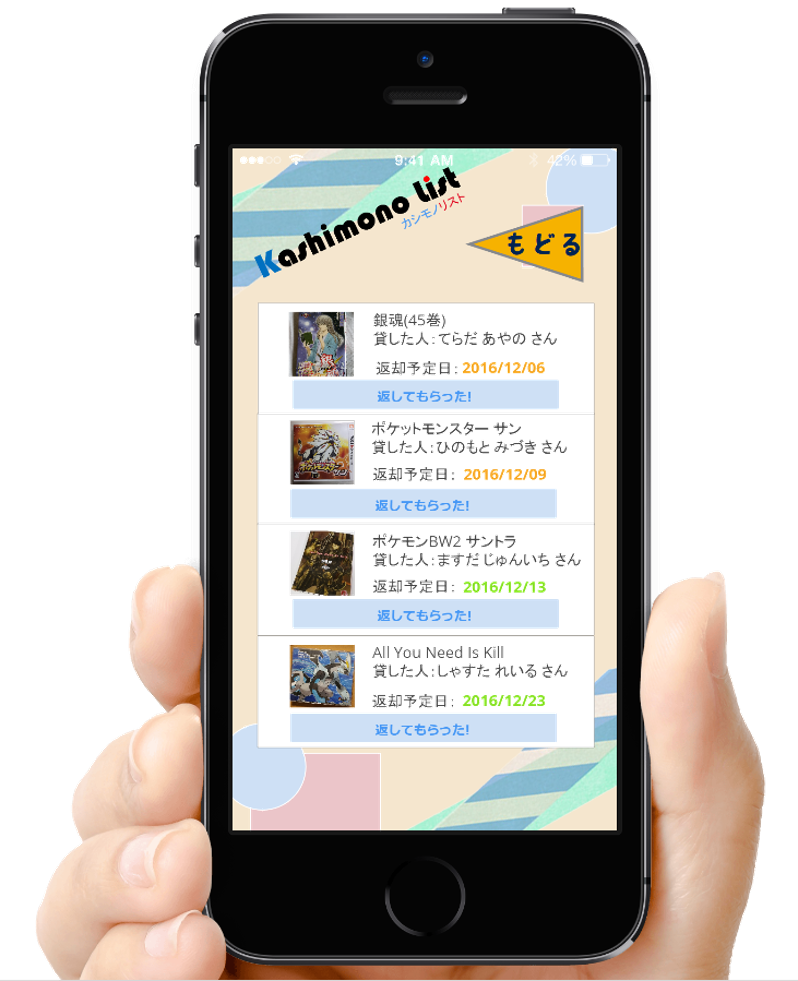 9:41 AM
42%
Kashimono List
カシモノリスト
もどる
銀魂(45巻)
貸した人：てらだ あやの さん
返却予定日：2016/12/06
返してもらった!
ポケットモンスター サン
貸した人：ひのもと みづき さん
返却予定日：2016/12/09
返してもらった!
ポケモンBW2 サントラ
貸した人：ますだ じゅんいち さん
返却予定日：2016/12/13
返してもらった!
All You Need Is Kill
貸した人：しゃすた れいる さん
返却予定日：2016/12/23
返してもらった!